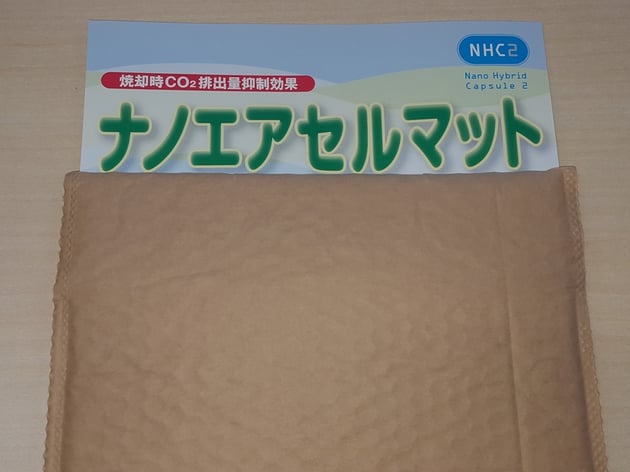 NHC2
Nano Hybrid
Capsule 2
焼却時CO2排出量抑制効果
ナノエアセルマット